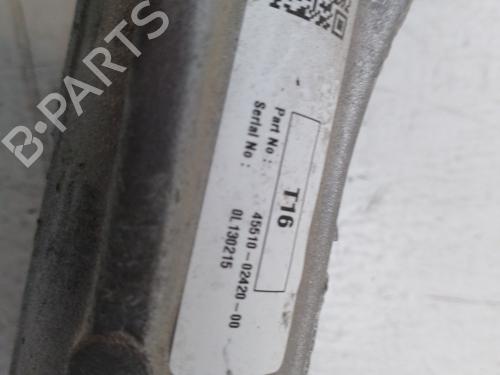 B-PARTS
T16
Part No : 45510-02420-00
Serial No : 0L130215